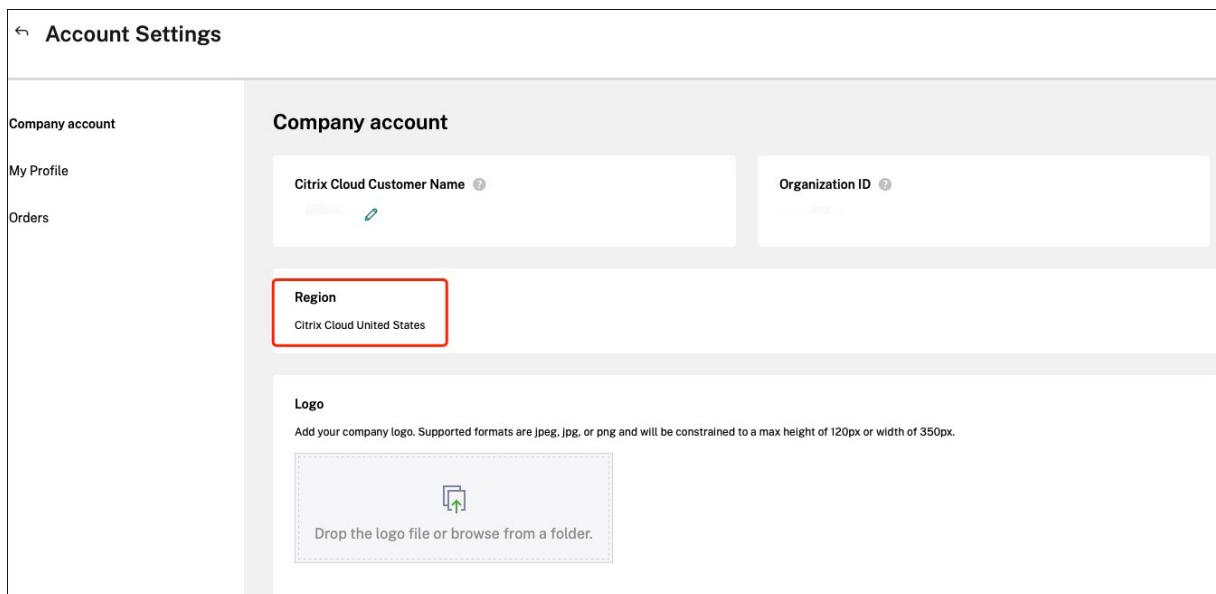 Account Settings
Company account
My Profile
Orders
Company account
Citrix Cloud Customer Name
Organization ID
Region
Citrix Cloud United States
Logo
Add your company logo. Supported formats are jpeg, jpg, or png and will be constrained to a max height of 120px or width of 350px.
Drop the logo file or browse from a folder.